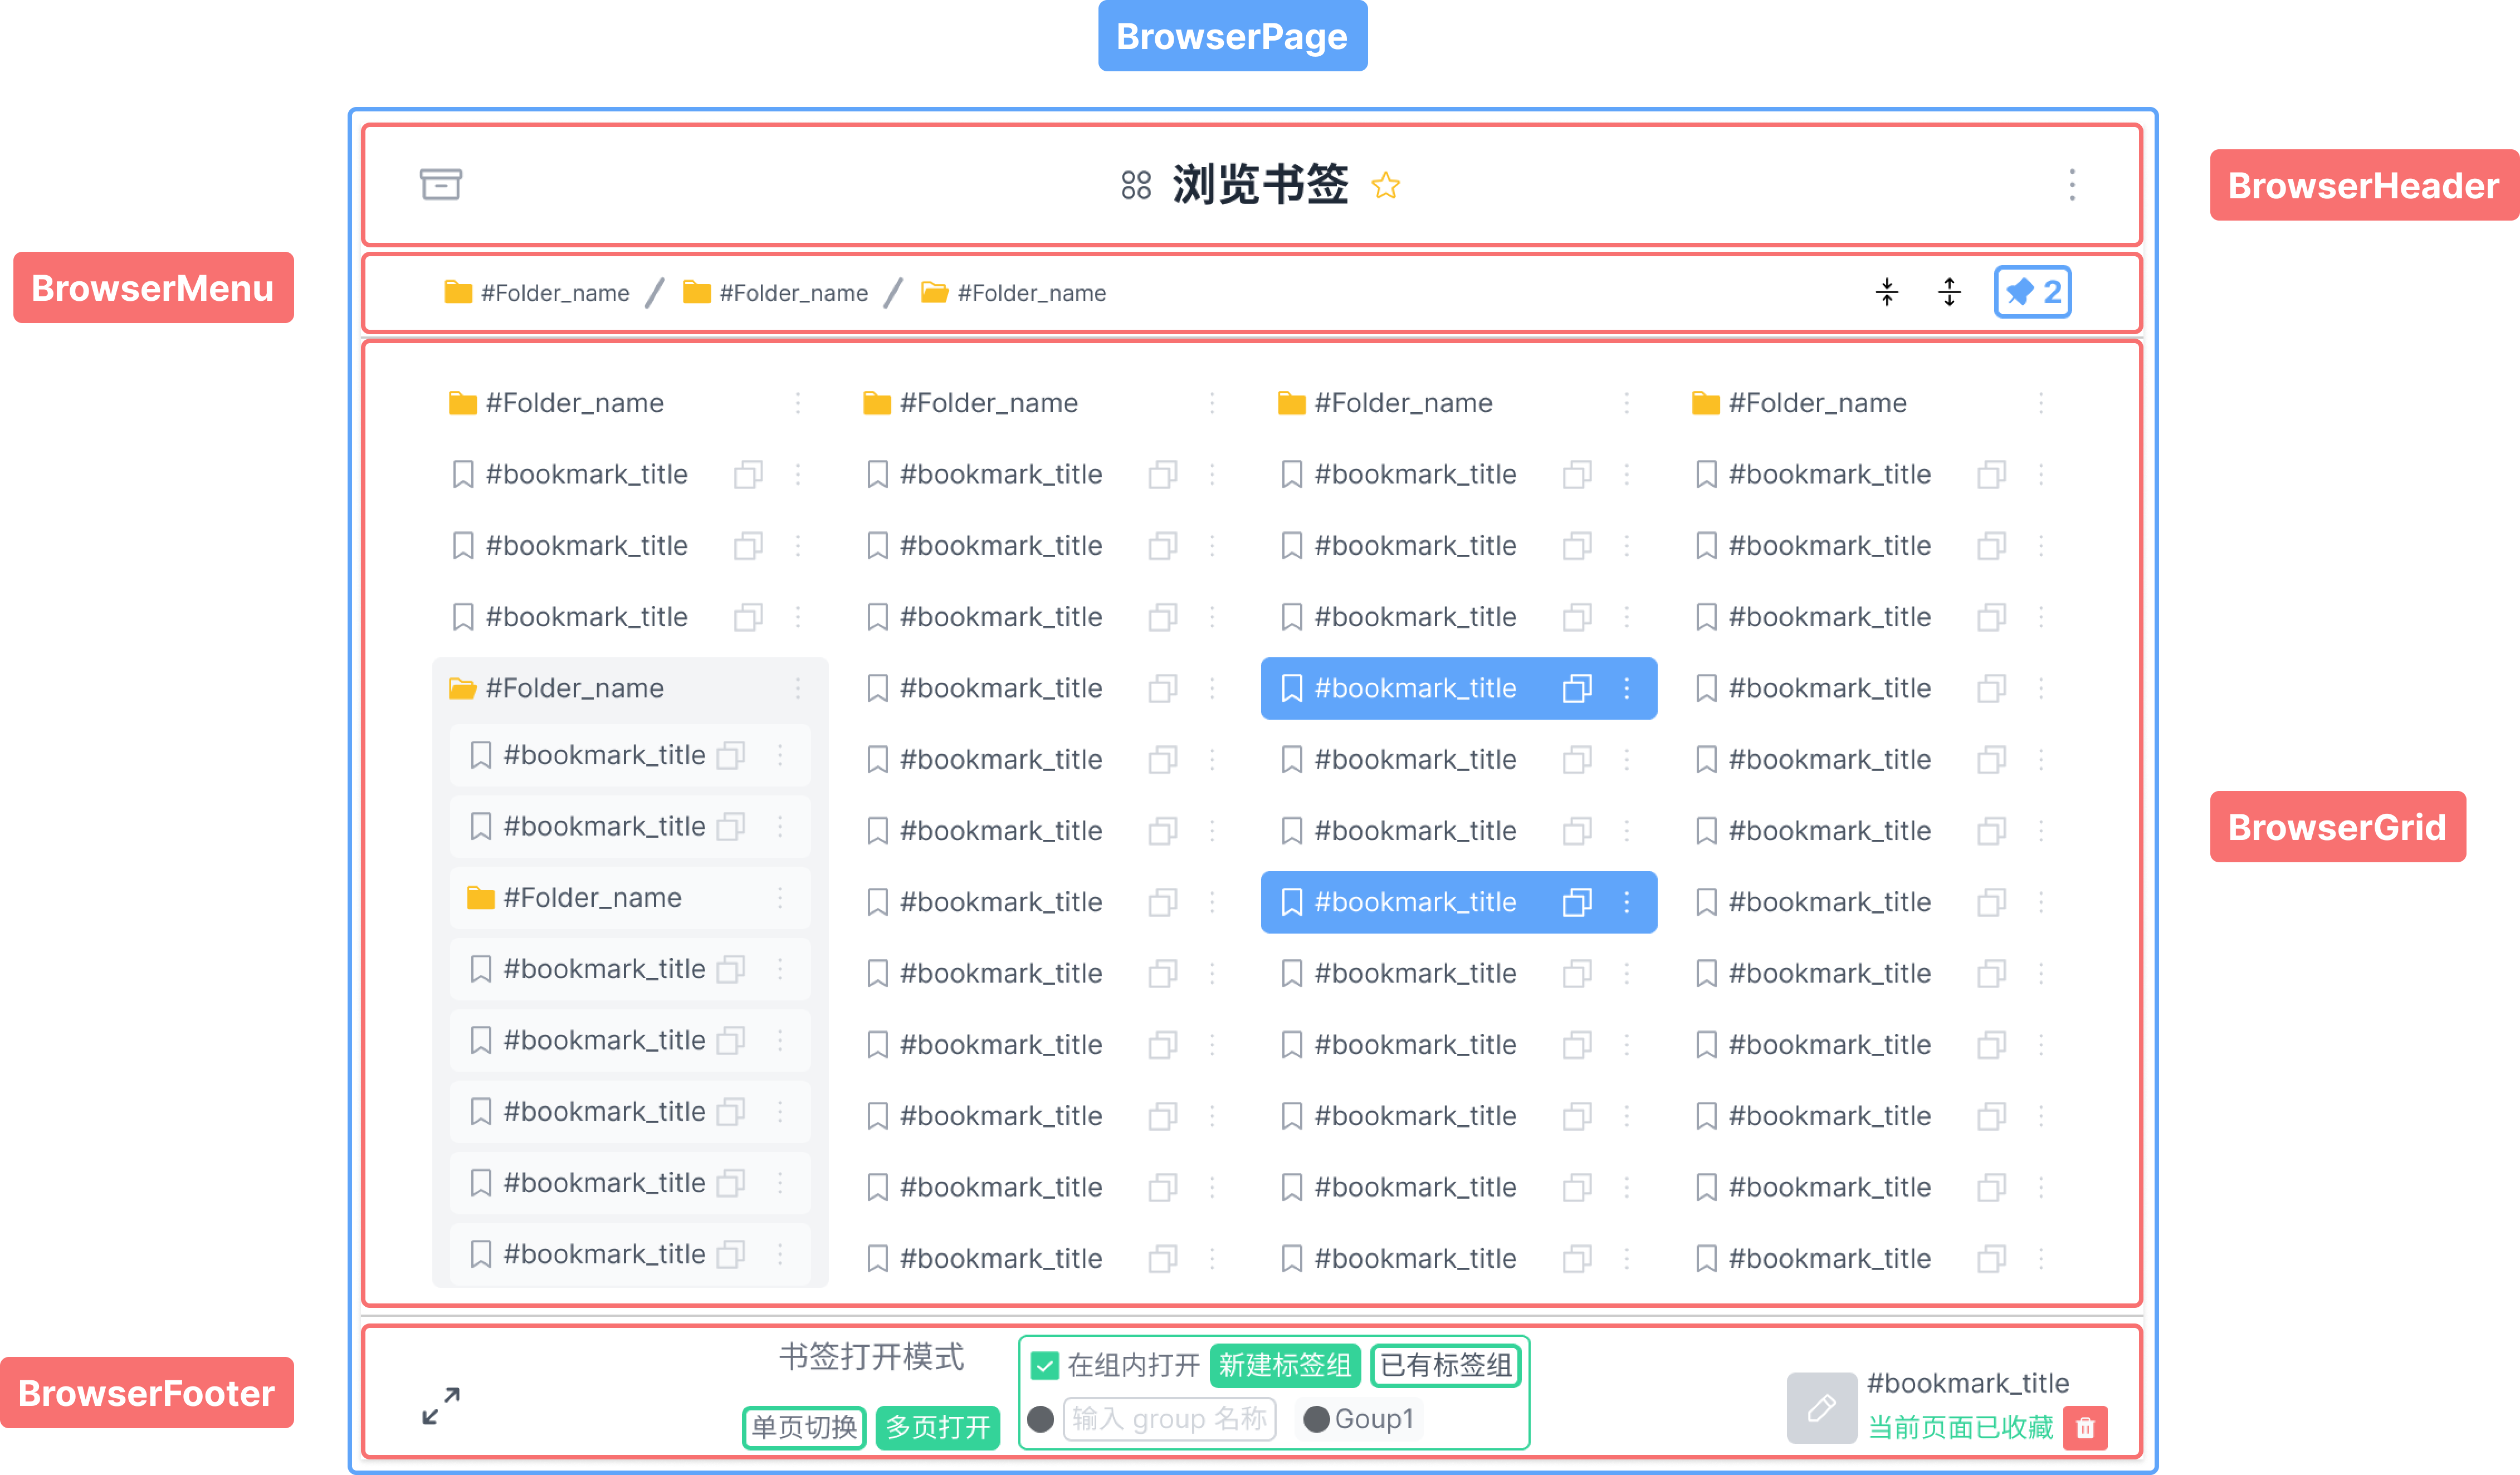 BrowserPage
浏览书签
BrowserHeader
BrowserMenu
#Folder_name / #Folder_name / #Folder_name
2
#Folder_name #Folder_name #Folder_name #Folder_name
#bookmark_title #bookmark_title #bookmark_title #bookmark_title
#bookmark_title #bookmark_title #bookmark_title #bookmark_title
#bookmark_title #bookmark_title #bookmark_title #bookmark_title
#Folder_name #bookmark_title #bookmark_title #bookmark_title
#bookmark_title #bookmark_title #bookmark_title #bookmark_title
#bookmark_title #bookmark_title #bookmark_title #bookmark_title
BrowserGrid
#Folder_name #bookmark_title #bookmark_title #bookmark_title
#bookmark_title #bookmark_title #bookmark_title #bookmark_title
#bookmark_title #bookmark_title #bookmark_title #bookmark_title
#bookmark_title #bookmark_title #bookmark_title #bookmark_title
#bookmark_title #bookmark_title #bookmark_title #bookmark_title
#bookmark_title #bookmark_title #bookmark_title #bookmark_title
BrowserFooter
书签打开模式
单页切换 多页打开
在组内打开 新建标签组 已有标签组
输入 group 名称 Goup1
#bookmark_title
当前页面已收藏